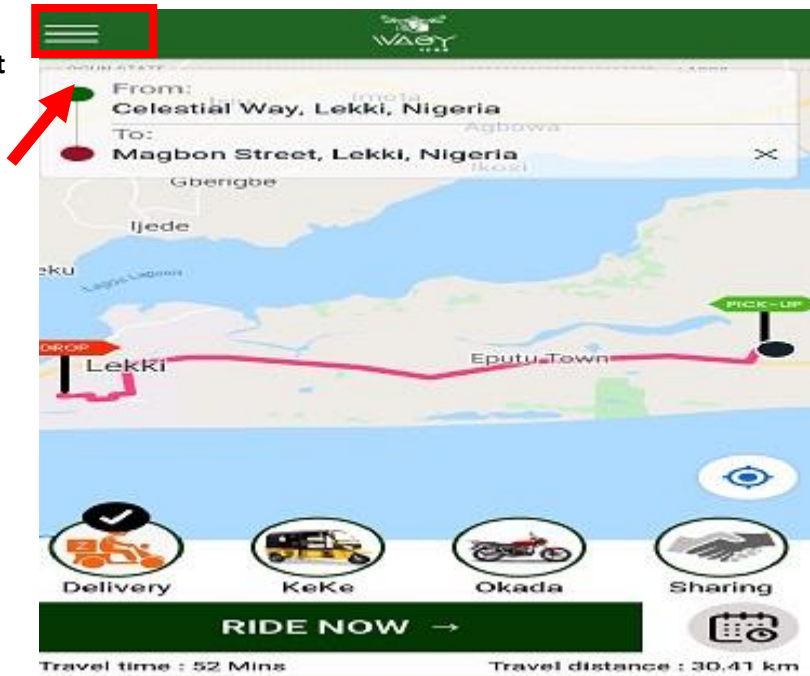 t
WAGY
From:
Celestial Way, Lekki, Nigeria
Agbowa
To:
Magbon Street, Lekki, Nigeria
Ikosi
Gbengbe
Ijede
eku
Lagos Lagoon
PICK-UP
DROP
Lekki
Eputu Town
Delivery
KeKe
Okada
Sharing
RIDE NOW →
Travel time : 52 Mins
Travel distance : 30.41 km